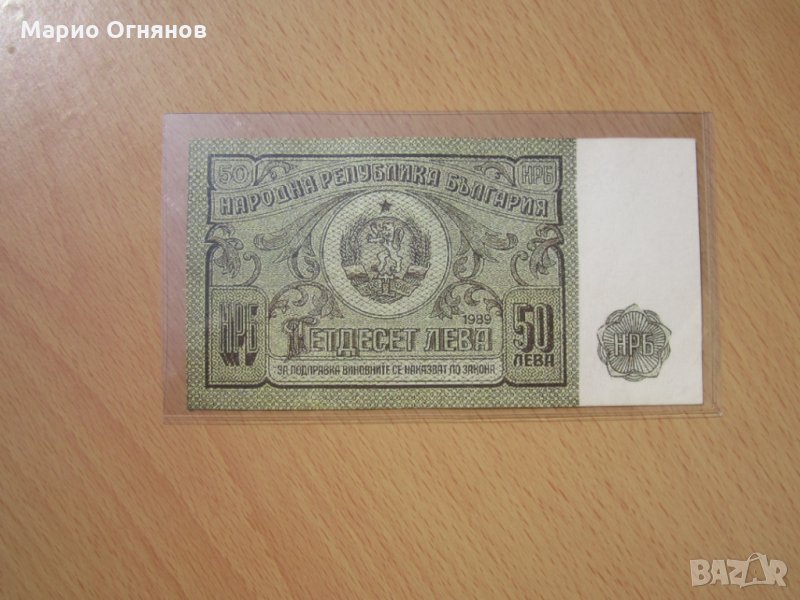 Марио Огнянов
50 НРБ
НАРОДНА РЕПУБЛИКА БЪЛГАРИЯ
НРБ
1989
ПЕТДЕСЕТ ЛЕВА
50
ЛЕВА
ЗА ПОДПРАВКА ВИНОВНИТЕ СЕ НАКАЗВАТ ПО ЗАКОНА
НРБ
BAZAR